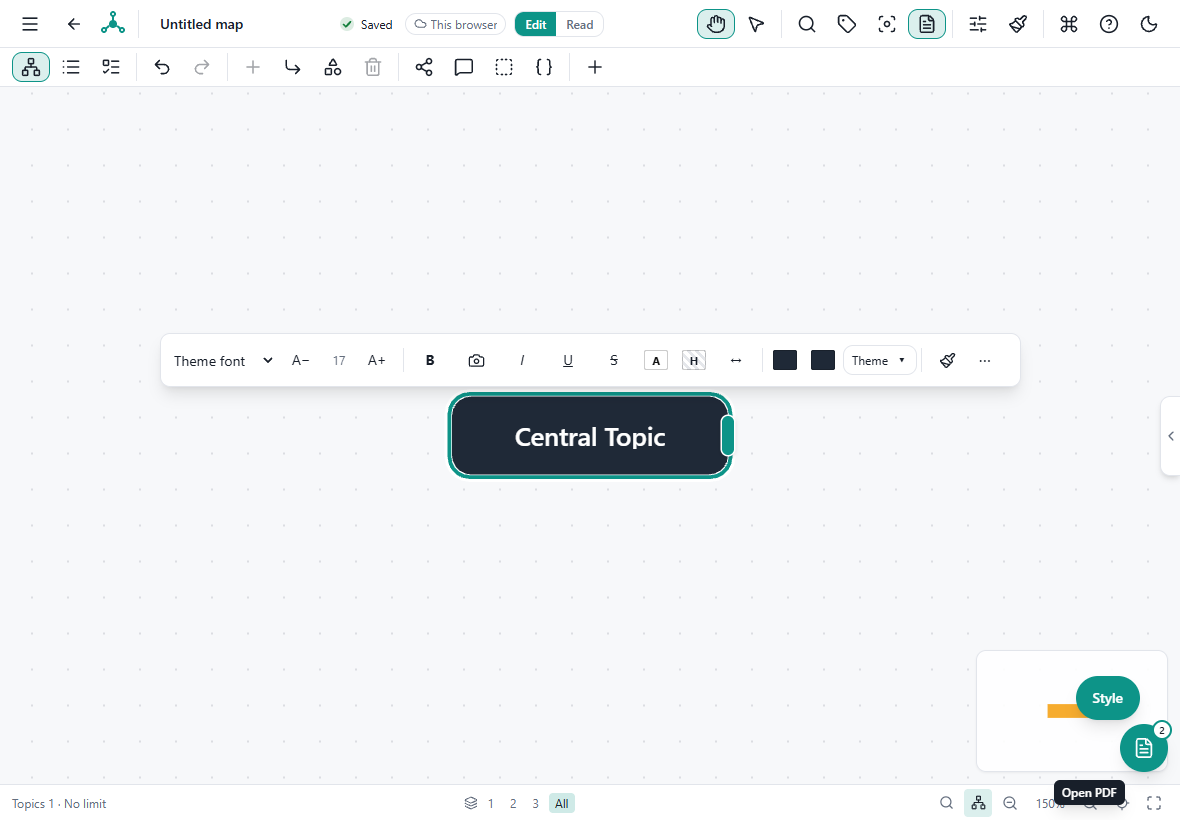 Untitled map
Saved
This browser
Edit
Read
Theme font
A−
17
A+
B
I
U
S
A
H
Theme
Central Topic
Style
2
Open PDF
Topics 1 · No limit
1
2
3
All
150%